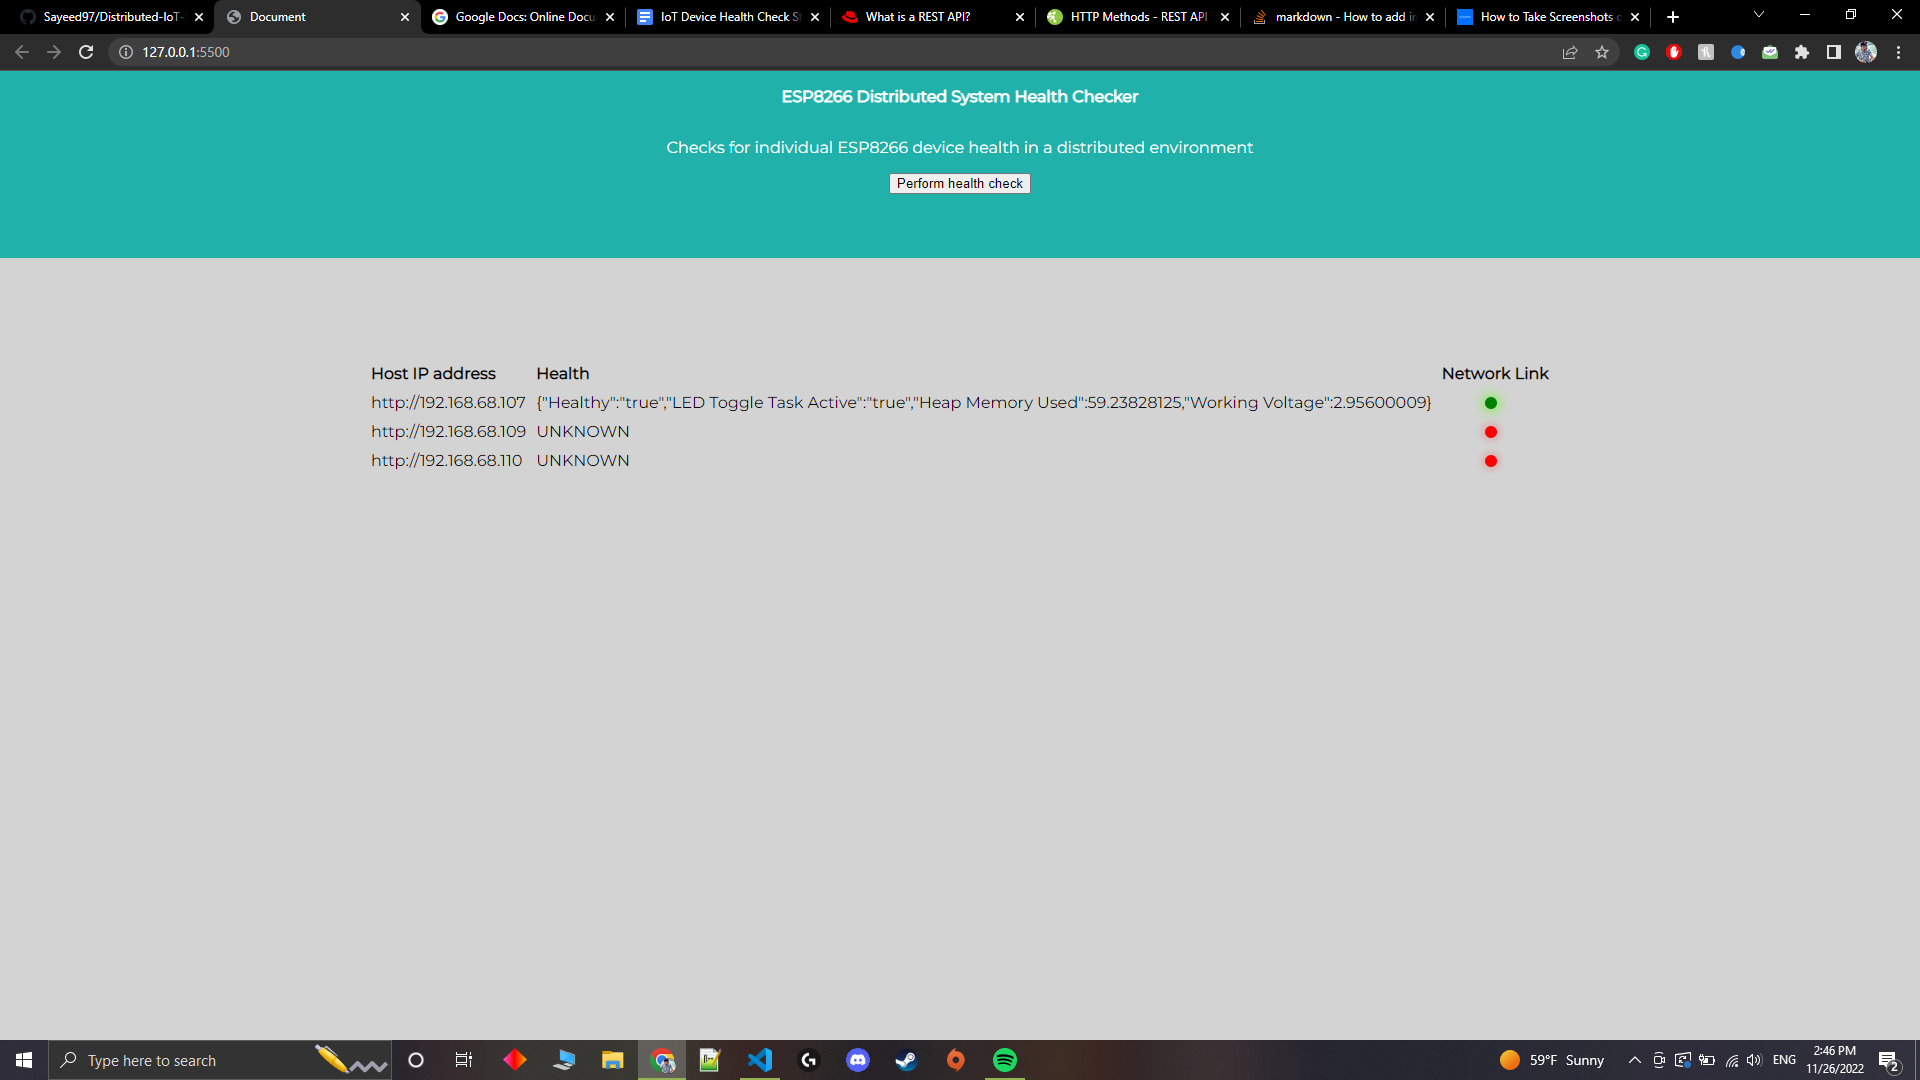 Sayeed97/Distributed-IoT-
Document
Google Docs: Online Docu
IoT Device Health Check S
What is a REST API?
HTTP Methods - REST API
markdown - How to add i
How to Take Screenshots
127.0.0.1:5500
ESP8266 Distributed System Health Checker
Checks for individual ESP8266 device health in a distributed environment
Perform health check
Host IP address Health Network Link
http://192.168.68.107 {"Healthy":"true","LED Toggle Task Active":"true","Heap Memory Used":59.23828125,"Working Voltage":2.95600009}
http://192.168.68.109 UNKNOWN
http://192.168.68.110 UNKNOWN
Type here to search
59°F Sunny
ENG
2:46 PM
11/26/2022
2